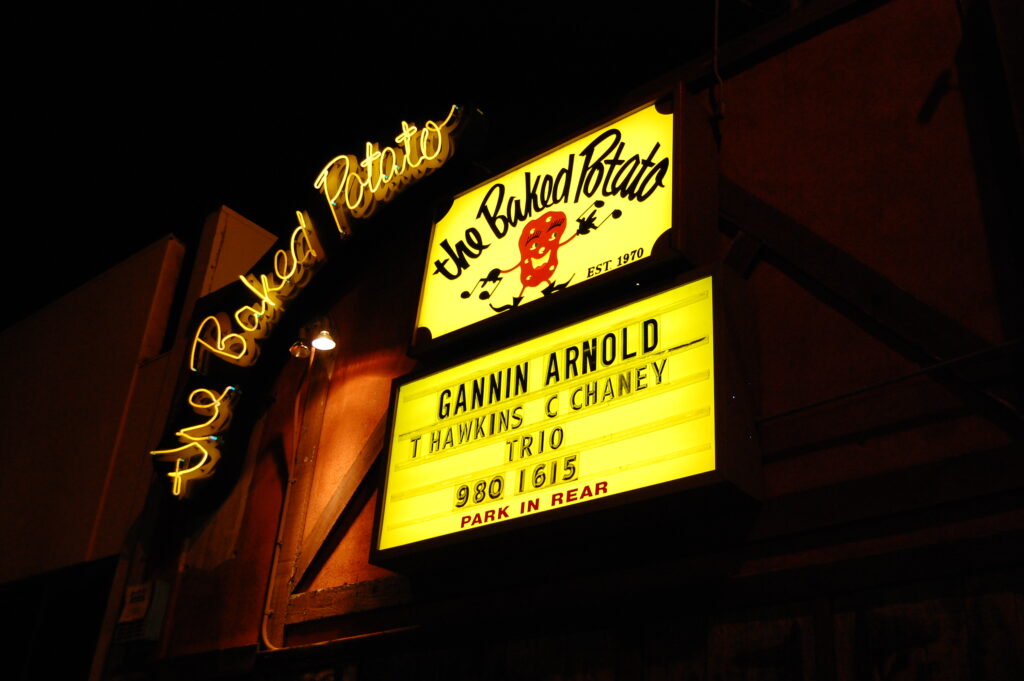 the Baked Potato
the Baked Potato
EST. 1970
GANNIN ARNOLD
T HAWKINS C CHANEY
TRIO
980 1615
PARK IN REAR